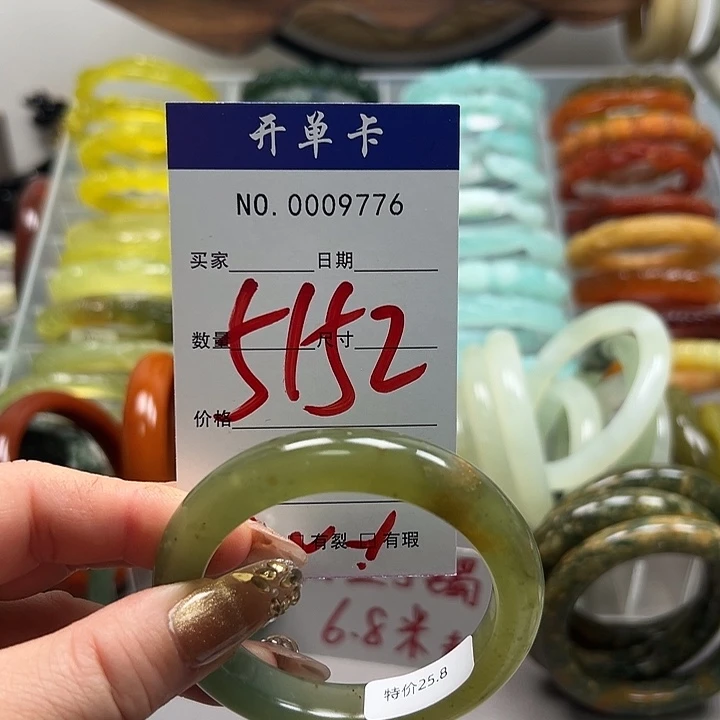 开单卡
NO. 0009776
买家 日期
5152
数量 尺寸
价格
有裂 有瑕
6.8米
特价25.8